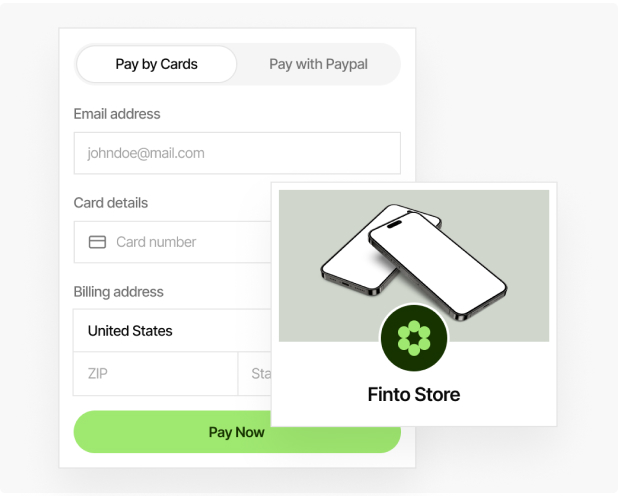 Pay by Cards
Pay with Paypal
Email address
johndoe@mail.com
Card details
Card number
Billing address
United States
ZIP
Sta
Pay Now
Finto Store